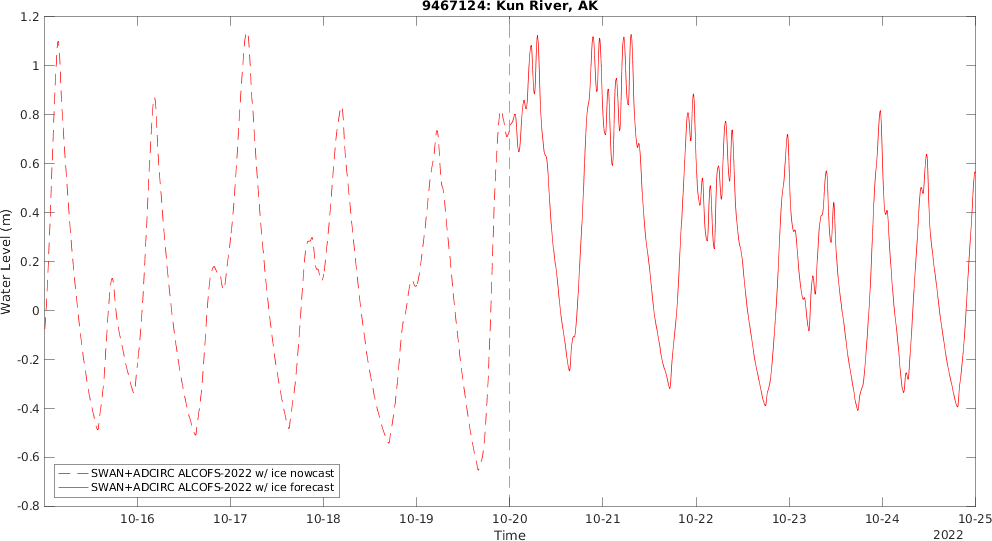 9467124: Kun River, AK
1.2
1
0.8
0.6
0.4
0.2
0
-0.2
-0.4
-0.6
-0.8
Water Level (m)
SWAN+ADCIRC ALCOFS-2022 w/ ice nowcast
SWAN+ADCIRC ALCOFS-2022 w/ ice forecast
10-16 10-17 10-18 10-19 10-20 10-21 10-22 10-23 10-24 10-25
Time
2022